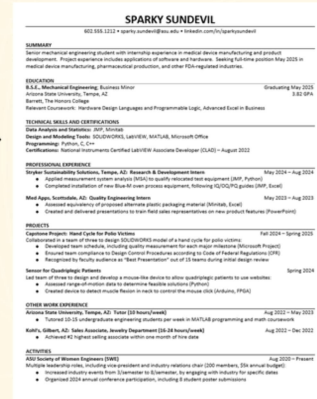 SPARKY SUNDEVIL
602.555.1212 • sparky.sundevil@asu.edu • linkedin.com/in/sparkysundevil
SUMMARY
Senior mechanical engineering student with internship experience in medical device manufacturing and product
development. Project experience includes applications of software and hardware. Seeking full-time position May 2025 in
medical device manufacturing, pharmaceutical production, and other FDA-regulated industries.
EDUCATION
B.S.E., Mechanical Engineering; Business Minor Graduating May 2025
Arizona State University, Tempe, AZ 3.82 GPA
Barrett, The Honors College
Relevant Coursework: Hardware Design Languages and Programmable Logic, Advanced Excel in Business
TECHNICAL SKILLS AND CERTIFICATIONS
Data Analysis and Statistics: JMP, Minitab
Design and Modeling Tools: SOLIDWORKS, LabVIEW, MATLAB, Microsoft Office
Programming: Python, C, C++
Certifications: National Instruments Certified LabVIEW Associate Developer (CLAD) – August 2022
PROFESSIONAL EXPERIENCE
Stryker Sustainability Solutions, Tempe, AZ: Research & Development Intern May 2024 – Aug 2024
• Applied measurement system analysis (MSA) to qualify relocated test equipment (JMP, Python)
• Completed installation of new Blu-M oven process equipment, following IQ/OQ/PQ guides (JMP, Excel)
Mod Apps, Scottsdale, AZ: Quality Engineering Intern May 2023 – Aug 2023
• Assessed equivalency of proposed alternate plastic packaging material (Minitab, Excel)
• Created and delivered presentations to train field sales representatives on new product features (PowerPoint)
PROJECTS
Capstone Project: Hand Cycle for Polio Victims Fall 2024 – Spring 2025
Collaborated in a team of three to design SOLIDWORKS model of a hand cycle for polio victims:
• Developed team schedule, including quality measurement for each major milestone (Microsoft Project)
• Ensured team compliance to Design Control Procedures according to Code of Federal Regulations (CFR)
• Recognized by faculty audience as "Best Presentation" out of 15 teams during initial design review
Sensor for Quadriplegic Patients Spring 2024
Led team of three to design and develop a mouse-like device to allow quadriplegic patients to use websites:
• Assessed range-of-motion data to determine feasible solutions (Python)
• Created device to detect muscle flexion in neck to control the mouse click (Arduino, FPGA)
OTHER WORK EXPERIENCE
Arizona State University, Tempe, AZ: Tutor (10 hours/week) Aug 2022 – May 2023
• Tutored 10-15 undergraduate engineering students per week in MATLAB programming and math coursework
Kohl's, Gilbert, AZ: Sales Associate, Jewelry Department (16-24 hours/week) Aug 2022 – Dec 2022
• Achieved #2 highest selling associate within one month of hire date
ACTIVITIES
ASU Society of Women Engineers (SWE) Aug 2020 – Present
Multiple leadership roles, including vice president and industry relations chair (200 members, $5k annual budget):
• Increased industry events from 3/semester to 8/semester, by engaging with industry for specific dates
• Organized 2024 annual conference participation, including 8 student poster submissions